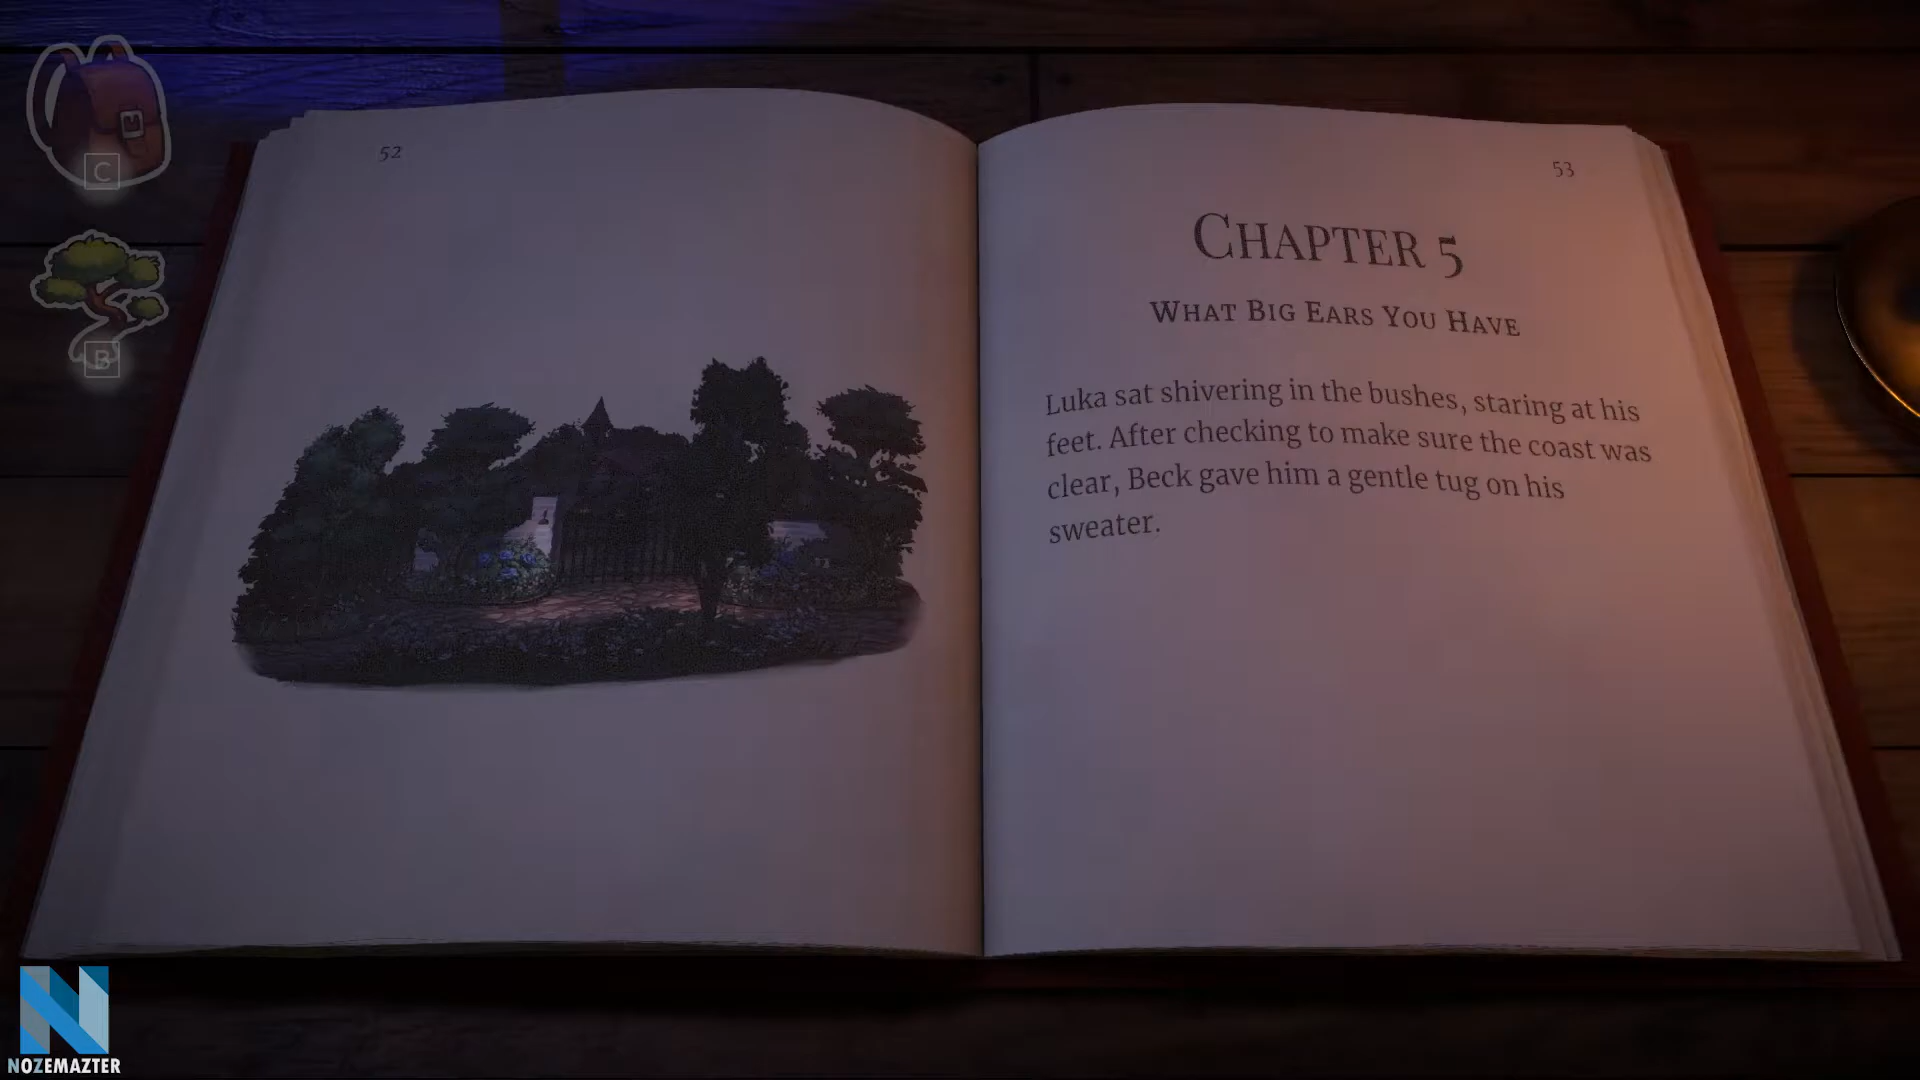 C
B
52
53
Chapter 5
What Big Ears You Have
Luka sat shivering in the bushes, staring at his
feet. After checking to make sure the coast was
clear, Beck gave him a gentle tug on his
sweater.
NOZEMAZTER